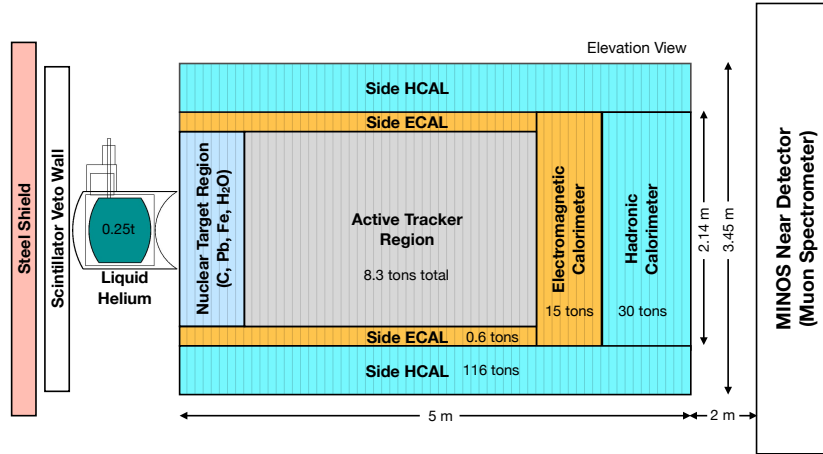 Elevation View
Side HCAL
Side ECAL
Steel Shield
Scintillator Veto Wall
0.25t
Liquid
Helium
Nuclear Target Region
(C, Pb, Fe, H₂O)
Active Tracker
Region
8.3 tons total
Electromagnetic
Calorimeter
15 tons
Hadronic
Calorimeter
30 tons
Side ECAL 0.6 tons
Side HCAL 116 tons
2.14 m
3.45 m
5 m
2 m
MINOS Near Detector
(Muon Spectrometer)